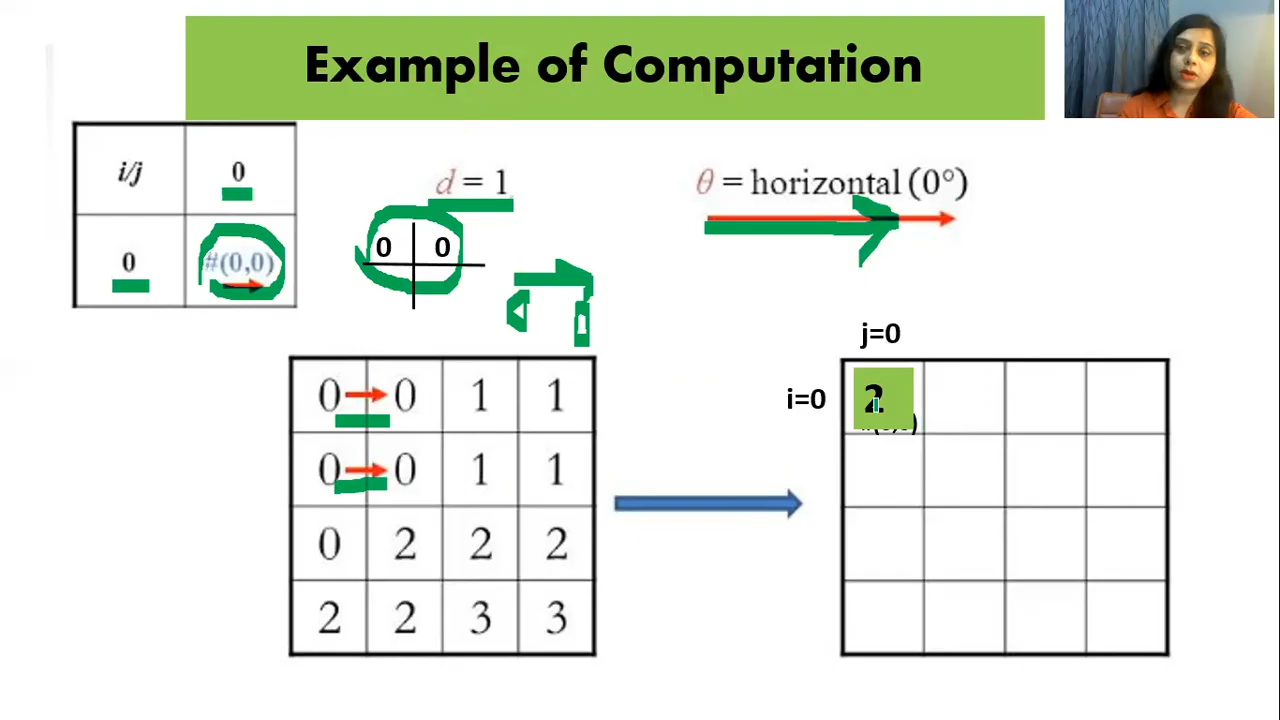 Example of Computation
i/j 0
0 #(0,0)
d = 1
0 0
θ = horizontal (0°)
0 0 1 1
0 0 1 1
0 2 2 2
2 2 3 3
j=0
i=0 2